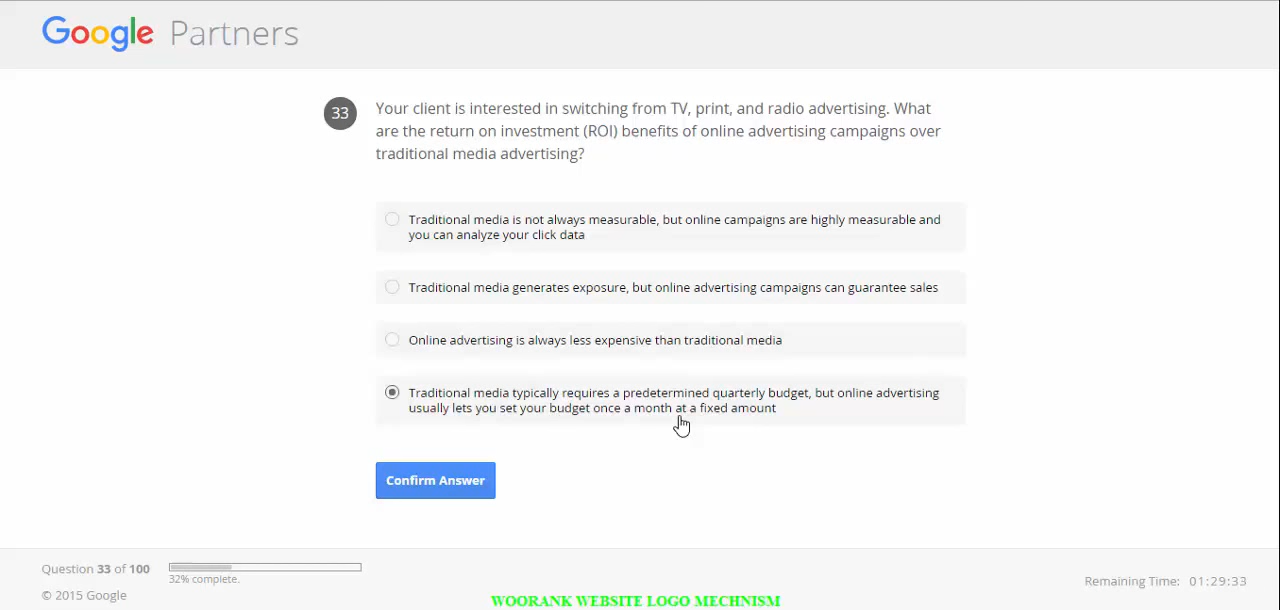 Google Partners
33
Your client is interested in switching from TV, print, and radio advertising. What
are the return on investment (ROI) benefits of online advertising campaigns over
traditional media advertising?
Traditional media is not always measurable, but online campaigns are highly measurable and
you can analyze your click data
Traditional media generates exposure, but online advertising campaigns can guarantee sales
Online advertising is always less expensive than traditional media
Traditional media typically requires a predetermined quarterly budget, but online advertising
usually lets you set your budget once a month at a fixed amount
Confirm Answer
Question 33 of 100
32% complete.
© 2015 Google
Remaining Time: 01:29:33
WOORANK WEBSITE LOGO MECHNISM